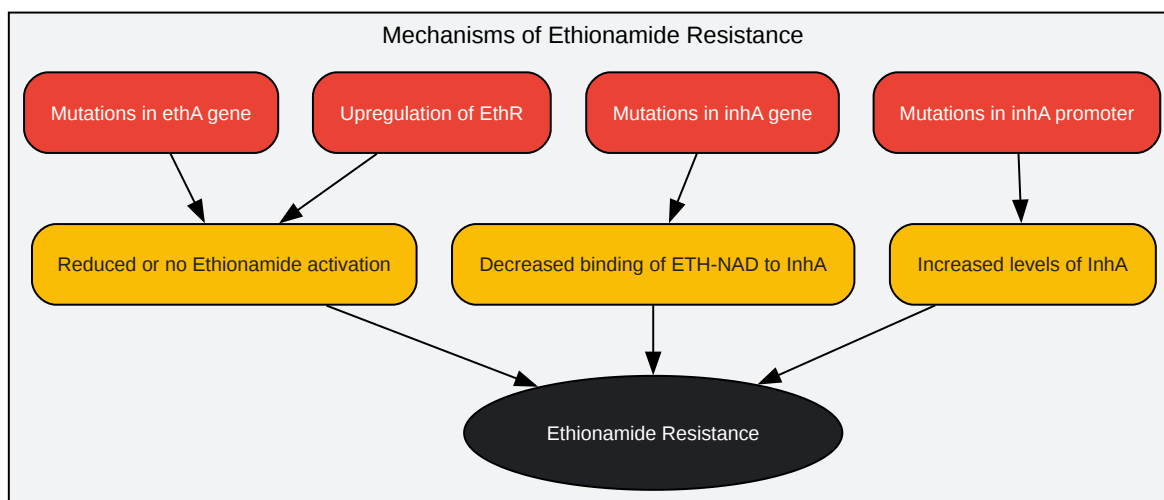 Mechanisms of Ethionamide Resistance
Mutations in ethA gene
Upregulation of EthR
Mutations in inhA gene
Mutations in inhA promoter
Reduced or no Ethionamide activation
Decreased binding of ETH-NAD to InhA
Increased levels of InhA
Ethionamide Resistance